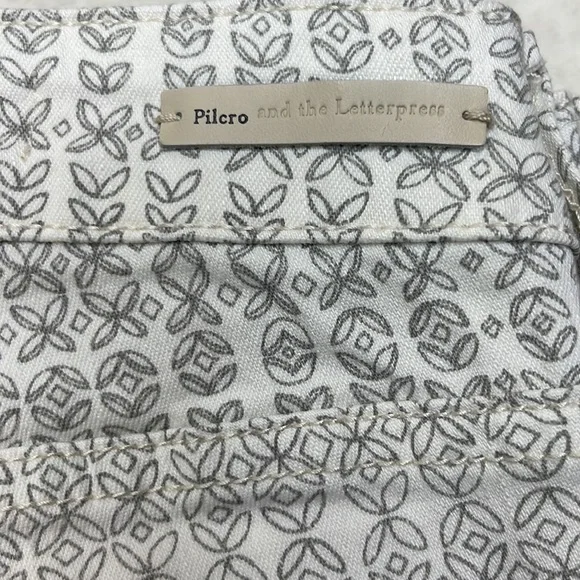 Pilcro and the Letterpress